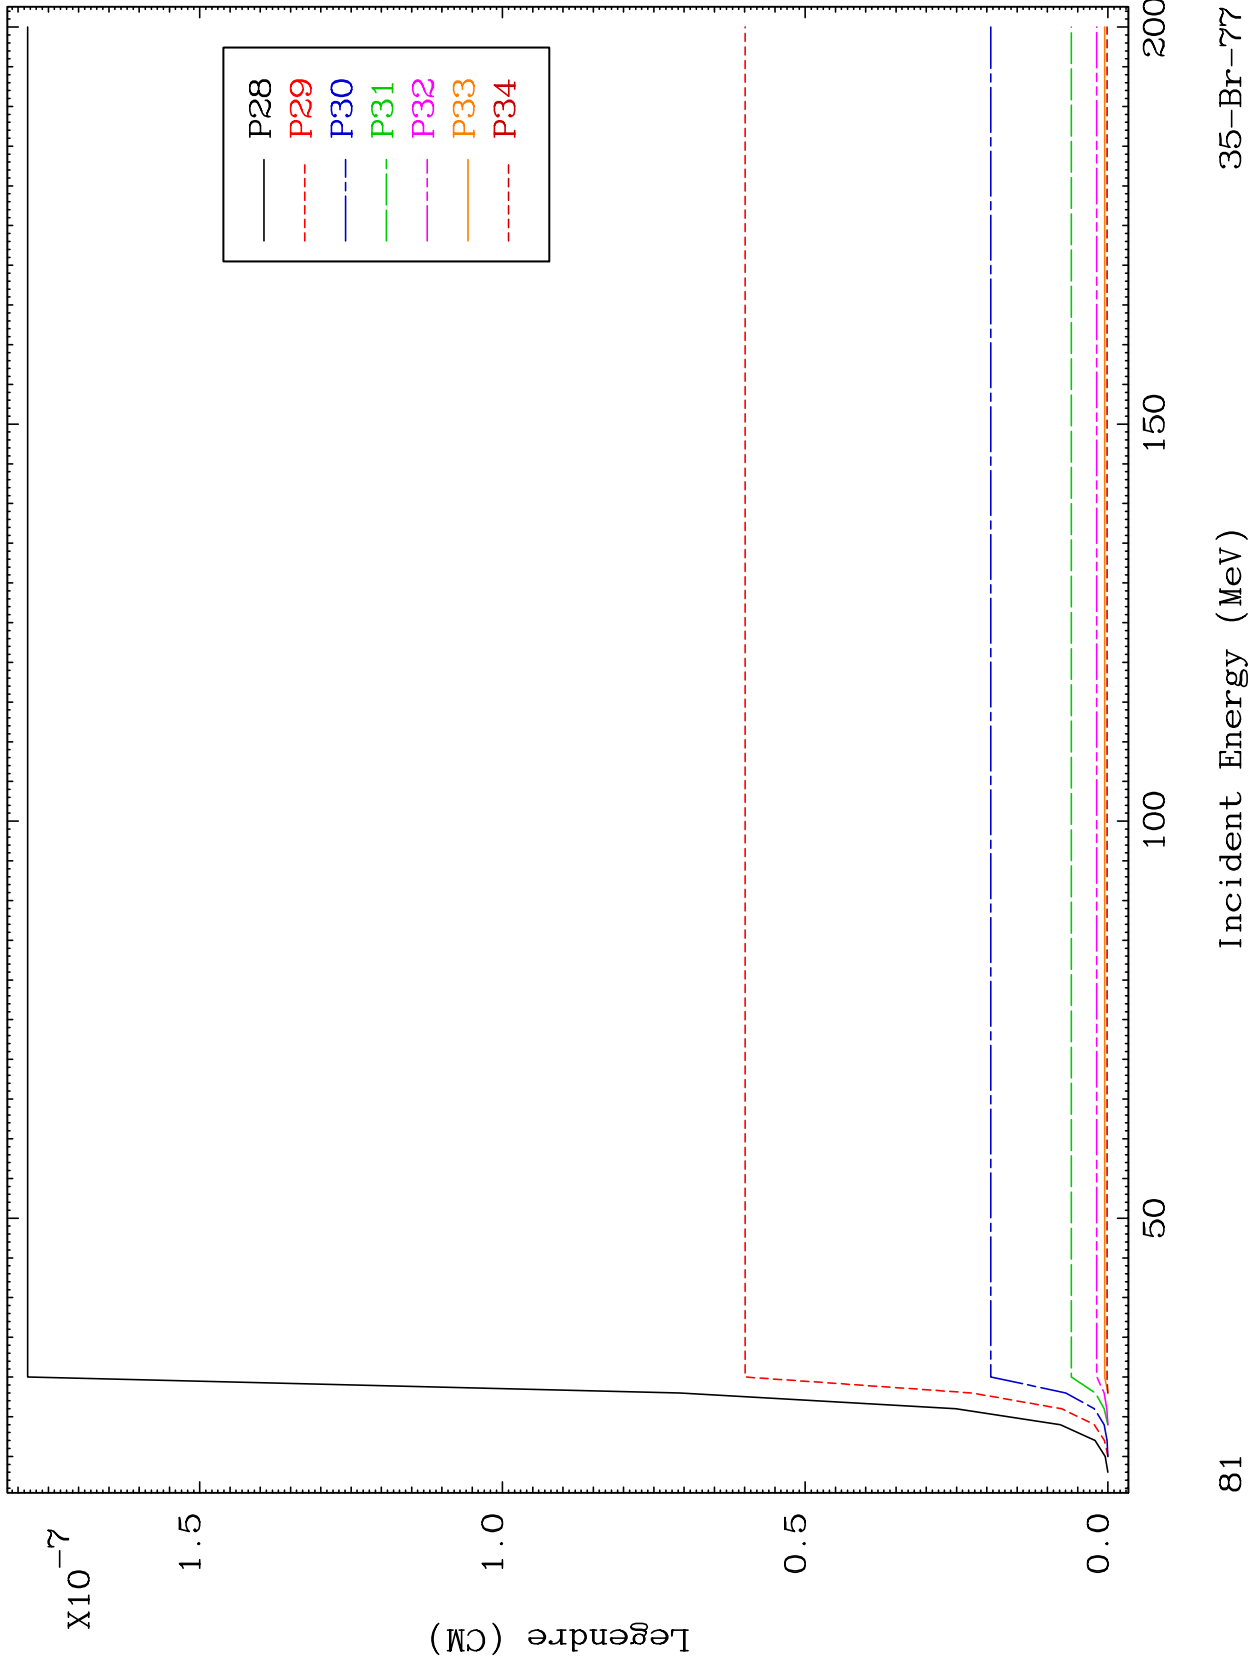 X10-7
1.5
1.0
0.5
0.0
Legendre (CM)
P28
P29
P30
P31
P32
P33
P34
50
100
150
200
Incident Energy (MeV)
81
35-Br-77